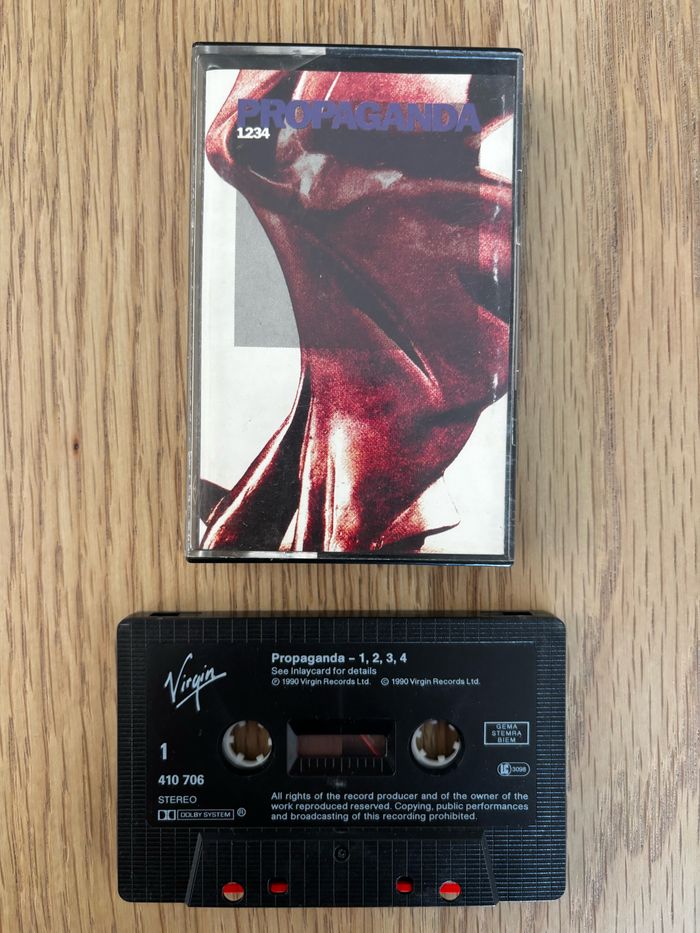 PROPAGANDA
1234
Virgin
Propaganda – 1, 2, 3, 4
See Inlaycard for details
℗ 1990 Virgin Records Ltd. © 1990 Virgin Records Ltd.
1
410 706
STEREO
DOLBY SYSTEM ®
GEMA
STEMRA
BIEM
LC 3098
All rights of the record producer and of the owner of the
work reproduced reserved. Copying, public performances
and broadcasting of this recording prohibited.